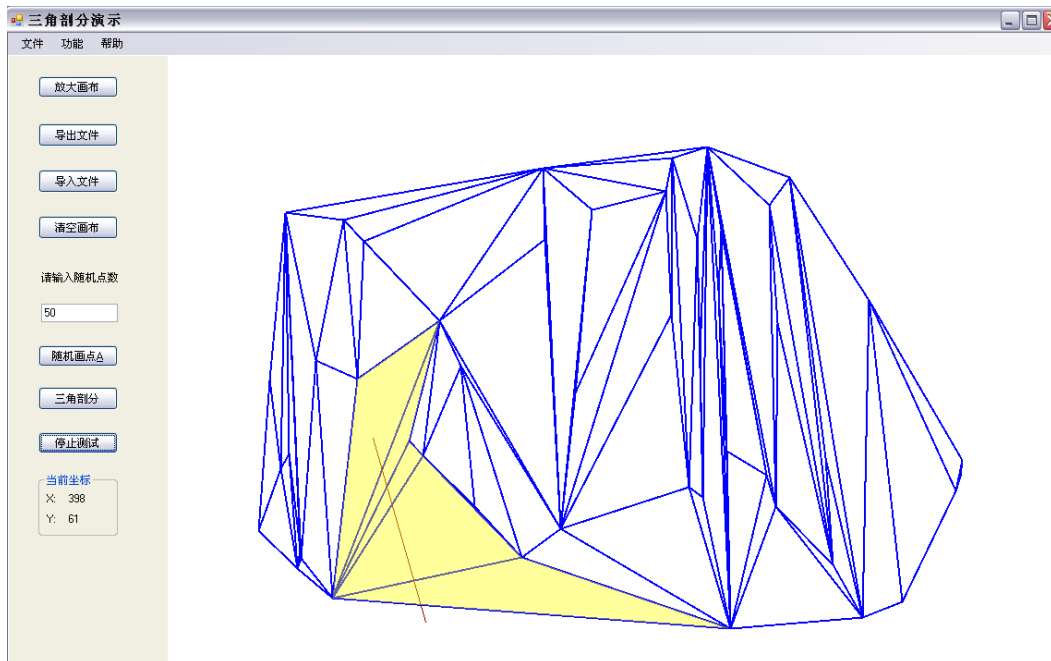 三角剖分演示
文件 功能 帮助
放大画布
导出文件
导入文件
清空画布
请输入随机点数
50
随机画点A
三角剖分
停止测试
当前坐标
X: 398
Y: 61